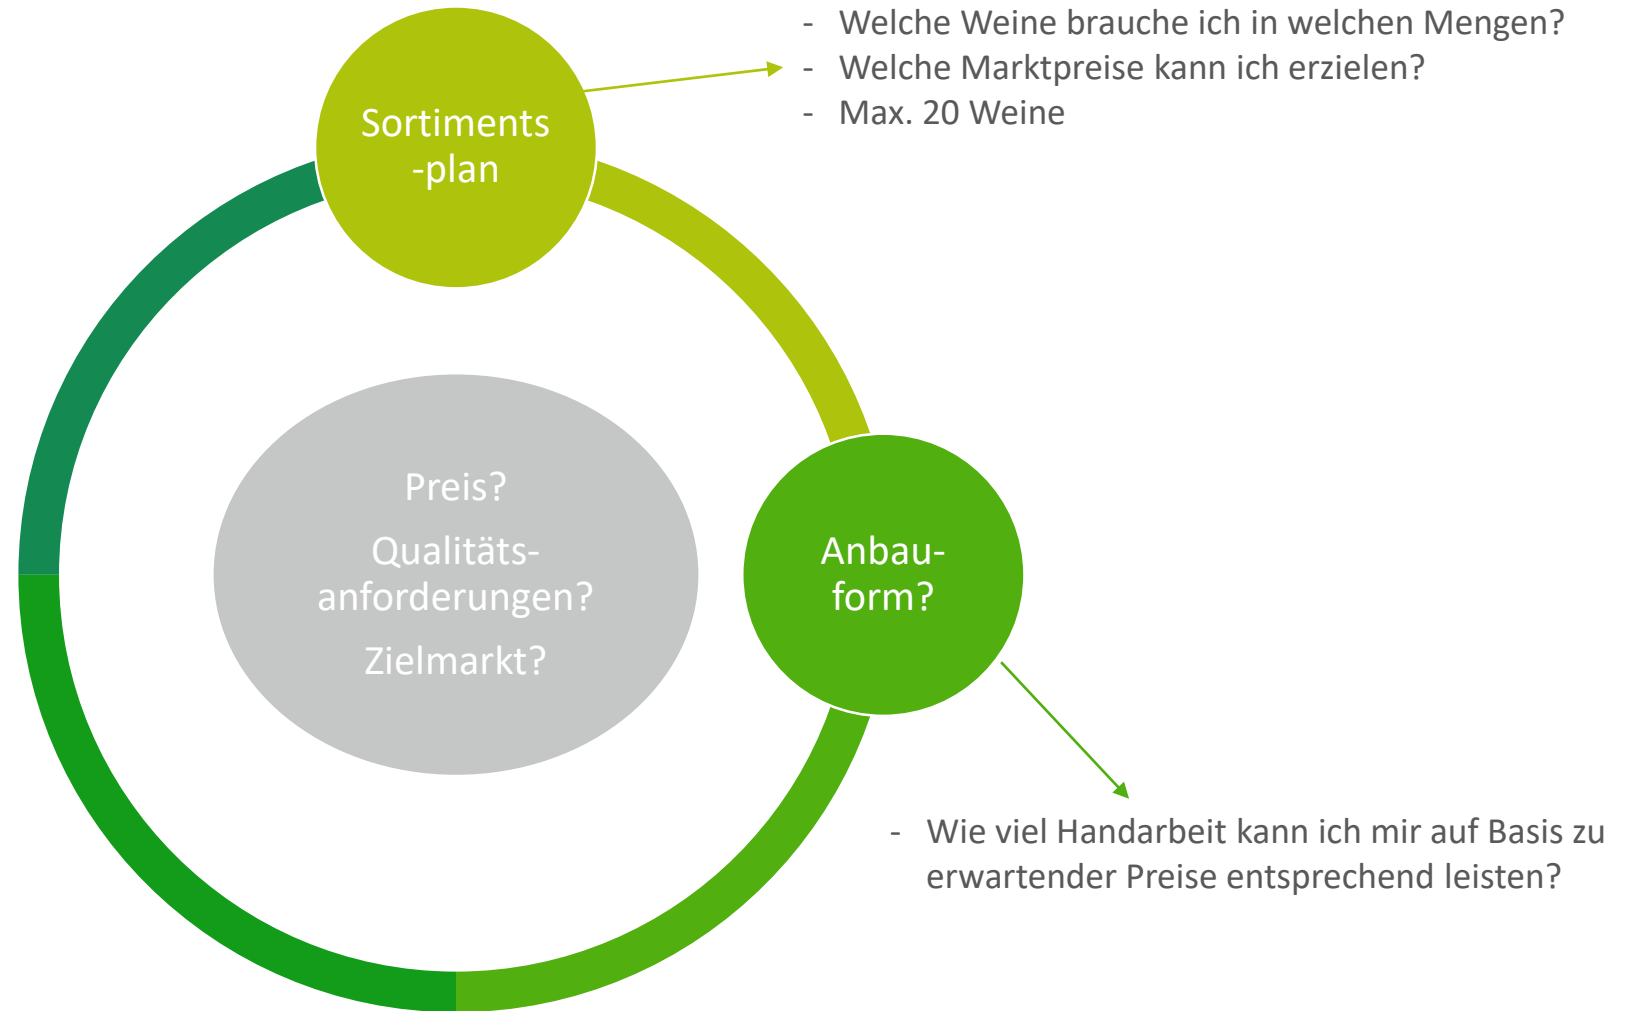 - Welche Weine brauche ich in welchen Mengen?
- Welche Marktpreise kann ich erzielen?
- Max. 20 Weine
Sortiments
-plan
Preis?
Qualitäts-
anforderungen?
Zielmarkt?
Anbau-
form?
- Wie viel Handarbeit kann ich mir auf Basis zu
erwartender Preise entsprechend leisten?